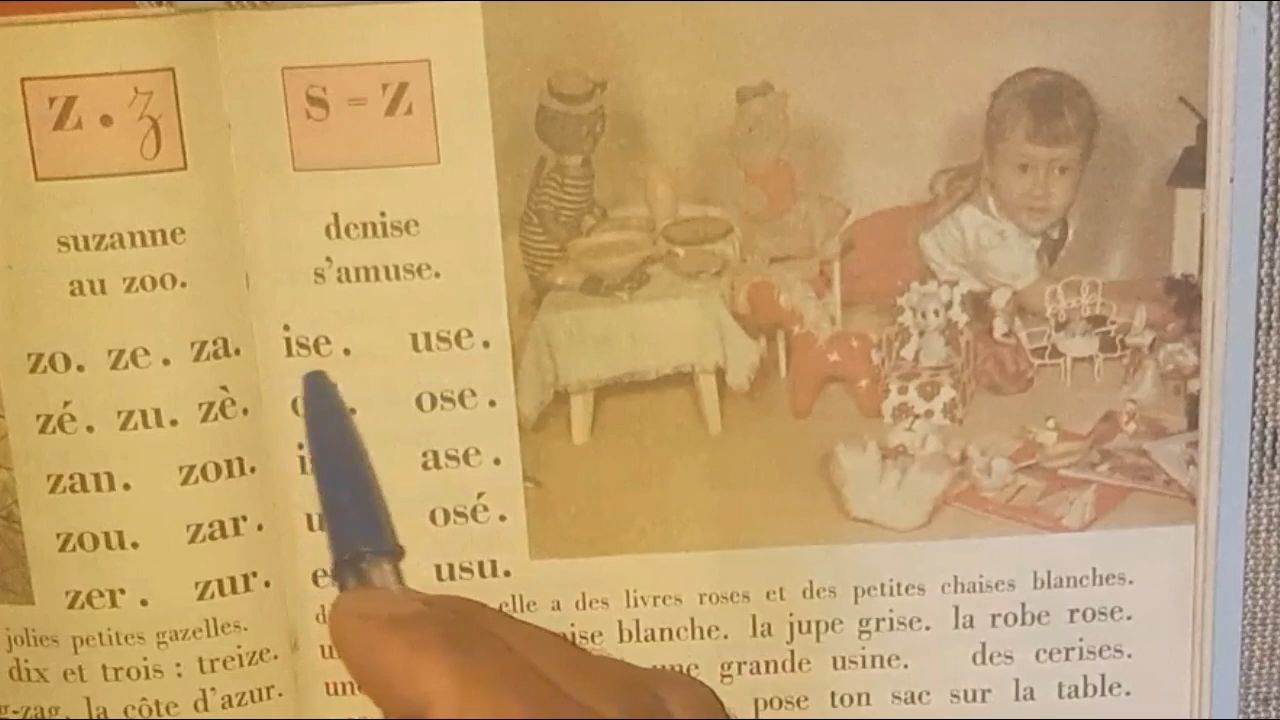 z . z
suzanne
au zoo.
zo. ze. za.
zé. zu. zè.
zan. zon.
zou. zar.
zer. zur.
jolies petites gazelles.
dix et trois : treize.
g-zag. la côte d'azur.
s - z
denise
s'amuse.
ise. use.
ose.
ase.
osé.
usu.
elle a des livres roses et des petites chaises blanches.
blanche. la jupe grise. la robe rose.
grande usine. des cerises.
pose ton sac sur la table.